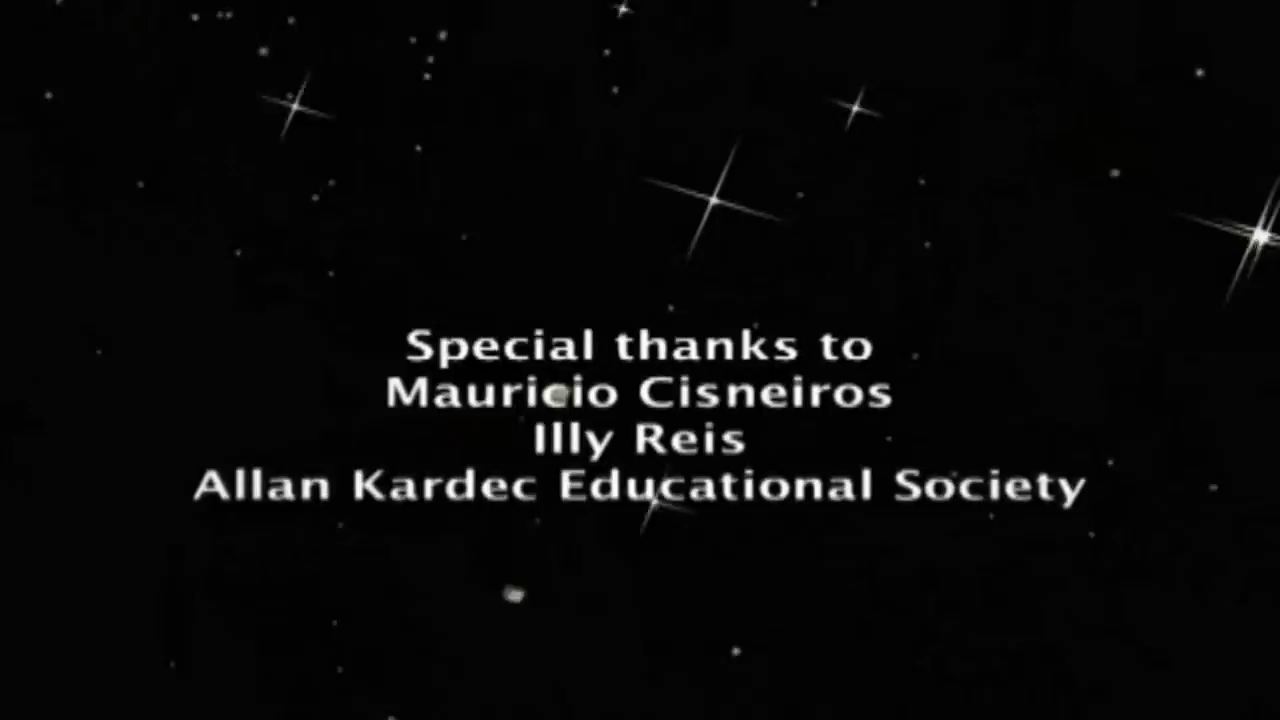 Special thanks to
Mauricio Cisneiros
Illy Reis
Allan Kardec Educational Society